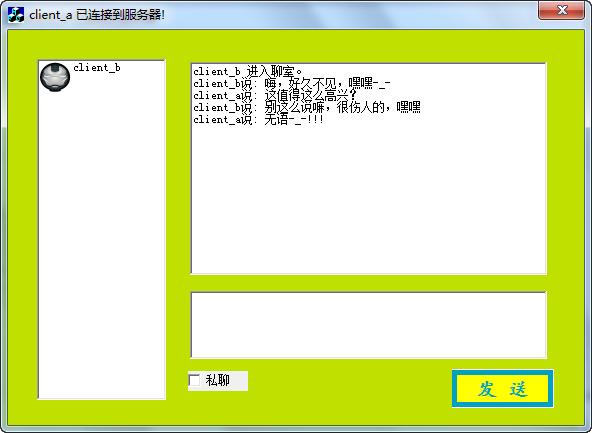 client_a 已连接到服务器!
client_b
client_b 进入聊室。
client_b说: 嗨，好久不见，嘿嘿-_-
client_a说: 这值得这么高兴?
client_b说: 别这么说嘛，很伤人的，嘿嘿
client_a说: 无语-_-!!!
私聊
发 送